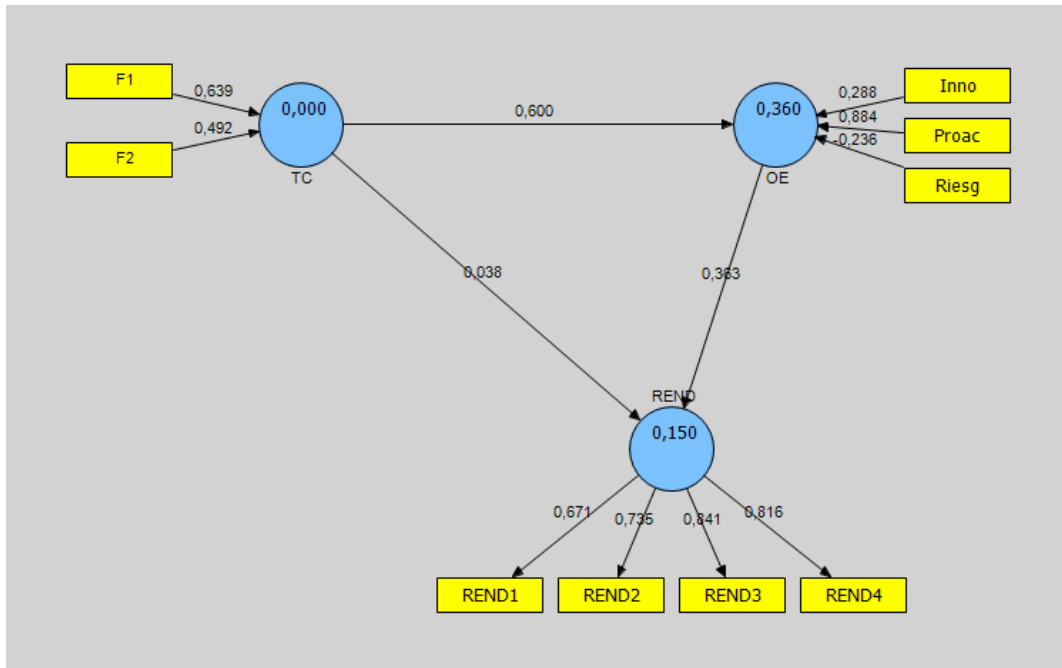 F1
0,639
0,000
0,600
0,360
0,288
Inno
0,884
Proac
0,492
F2
-0,236
Riesg
TC
OE
0,038
0,363
REND
0,150
0,671
0,735
0,841
0,816
REND1
REND2
REND3
REND4